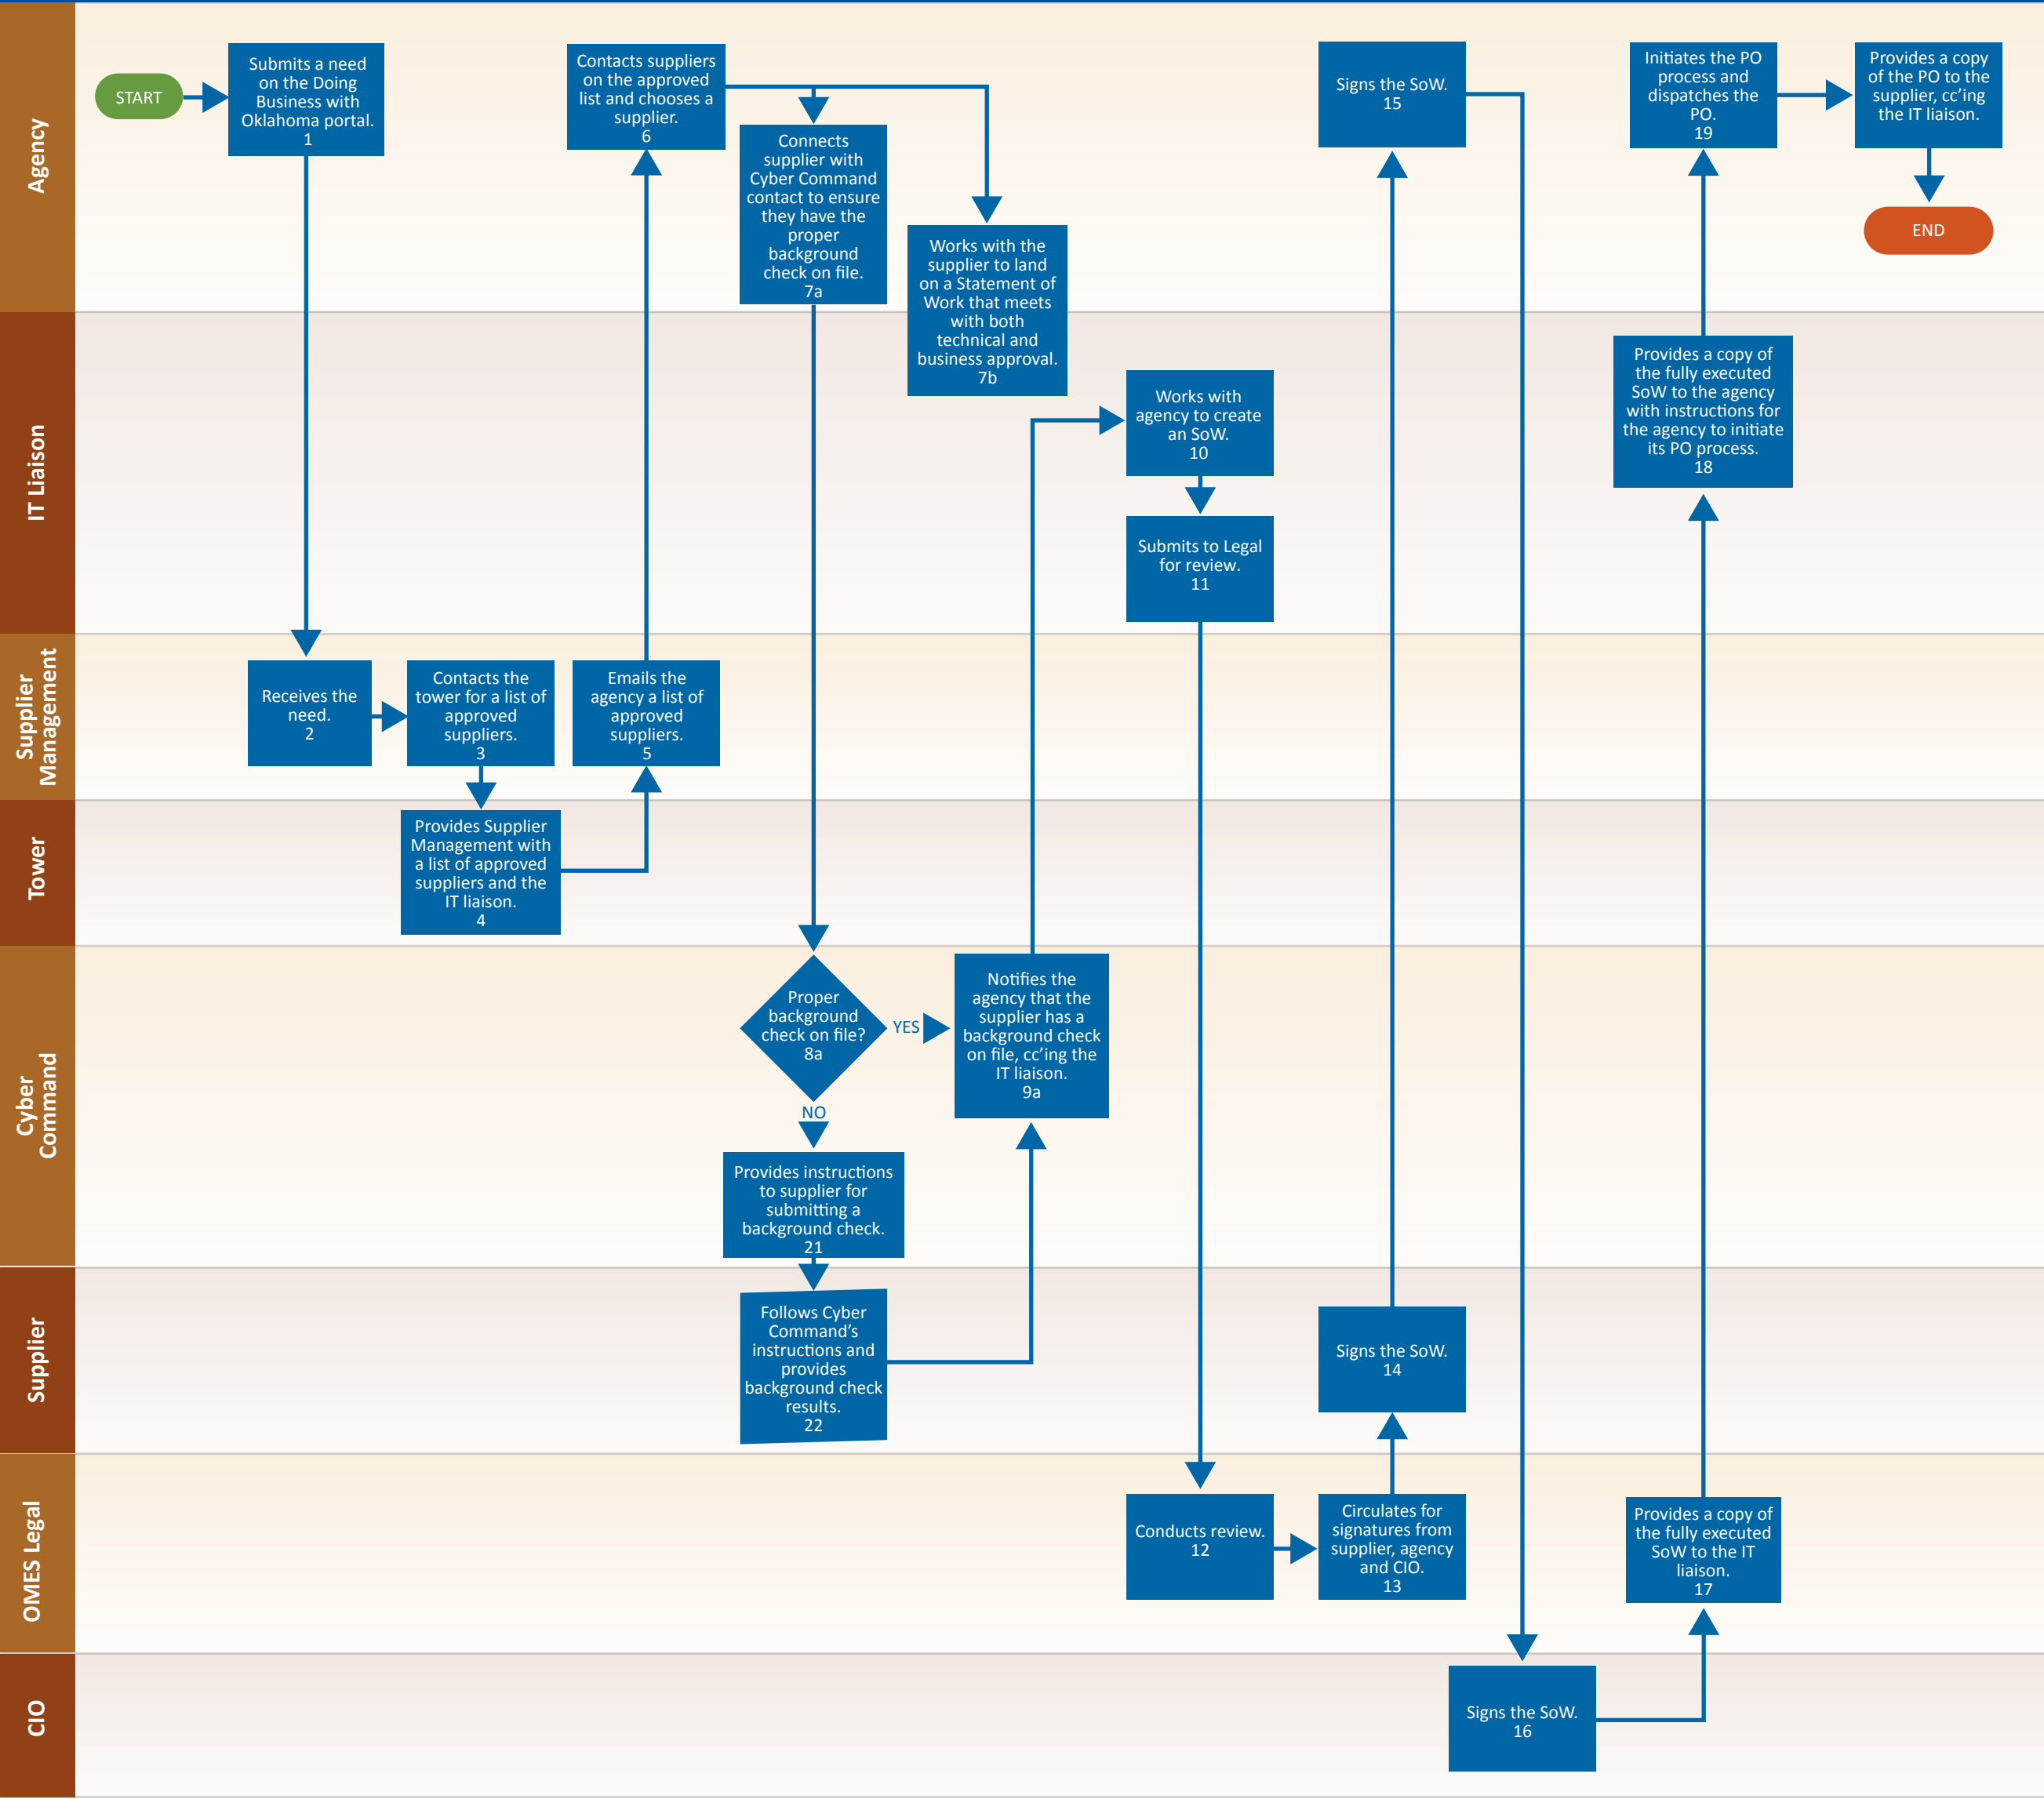 Agency
START
Submits a need
on the Doing
Business with
Oklahoma portal.
1
Contacts suppliers
on the approved
list and chooses a
supplier.
6
Connects
supplier with
Cyber Command
contact to ensure
they have the
proper
background
check on file.
7a
Works with the
supplier to land
on a Statement of
Work that meets
with both
technical and
business approval.
7b
Signs the SoW.
15
Initiates the PO
process and
dispatches the
PO.
19
Provides a copy
of the PO to the
supplier, cc’ing
the IT liaison.
END
IT Liaison
Works with
agency to create
an SoW.
10
Submits to Legal
for review.
11
Provides a copy of
the fully executed
SoW to the agency
with instructions for
the agency to initiate
its PO process.
18
Supplier
Management
Receives the
need.
2
Contacts the
tower for a list of
approved
suppliers.
3
Emails the
agency a list of
approved
suppliers.
5
Tower
Provides Supplier
Management with
a list of approved
suppliers and the
IT liaison.
4
Cyber
Command
Proper
background
check on file?
8a
YES
NO
Notifies the
agency that the
supplier has a
background check
on file, cc’ing the
IT liaison.
9a
Provides instructions
to supplier for
submitting a
background check.
21
Supplier
Follows Cyber
Command’s
instructions and
provides
background check
results.
22
Signs the SoW.
14
OMES Legal
Conducts review.
12
Circulates for
signatures from
supplier, agency
and CIO.
13
Provides a copy of
the fully executed
SoW to the IT
liaison.
17
CIO
Signs the SoW.
16